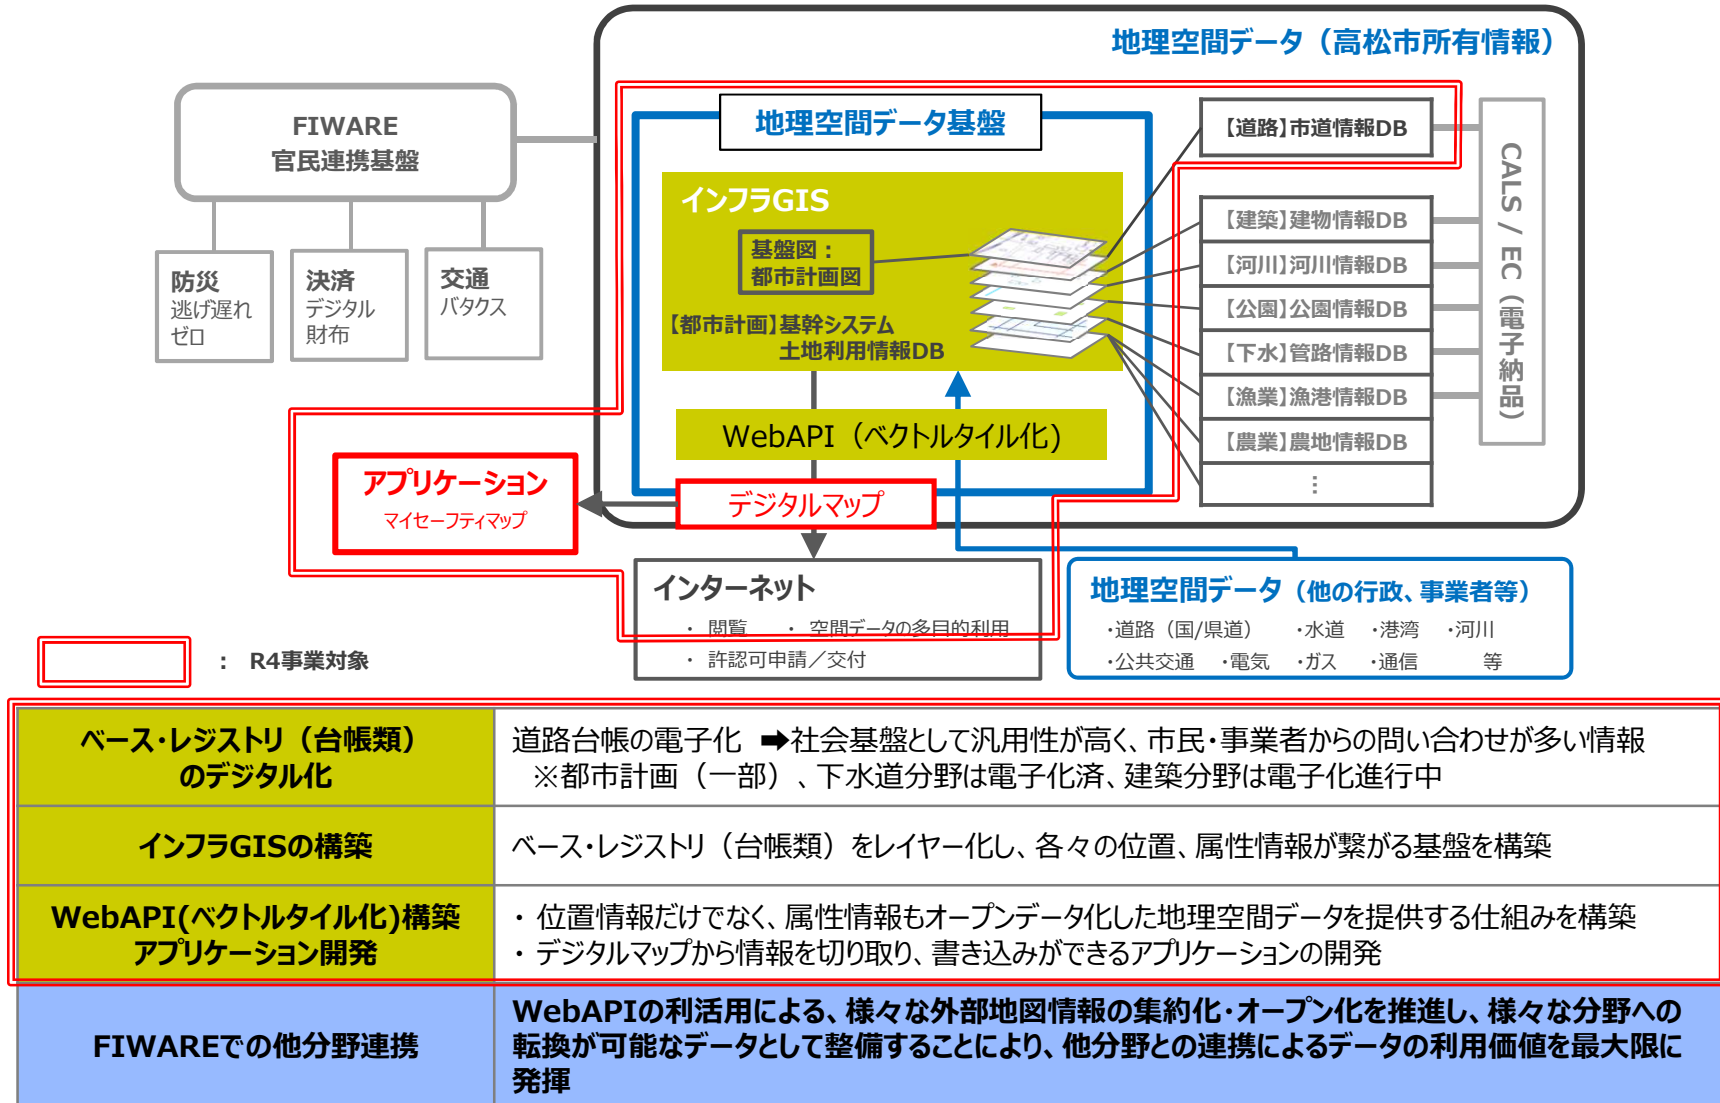 地理空間データ（高松市所有情報）
FIWARE
官民連携基盤
防災
逃げ遅れ
ゼロ
決済
デジタル
財布
交通
バタクス
地理空間データ基盤
インフラGIS
基盤図：
都市計画図
【都市計画】基幹システム
土地利用情報DB
WebAPI（ベクトルタイル化)
デジタルマップ
アプリケーション
マイセーフティマップ
【道路】市道情報DB
【建築】建物情報DB
【河川】河川情報DB
【公園】公園情報DB
【下水】管路情報DB
【漁業】漁港情報DB
【農業】農地情報DB
…
CALS / EC（電子納品）
インターネット
・ 閲覧　・ 空間データの多目的利用
・ 許認可申請／交付
地理空間データ（他の行政、事業者等）
･道路（国/県道）　･水道　･港湾　･河川
･公共交通　･電気　･ガス　･通信　等
： R4事業対象
ベース・レジストリ（台帳類）
のデジタル化
道路台帳の電子化 ➡社会基盤として汎用性が高く、市民・事業者からの問い合わせが多い情報
※都市計画（一部）、下水道分野は電子化済、建築分野は電子化進行中
インフラGISの構築
ベース・レジストリ（台帳類）をレイヤー化し、各々の位置、属性情報が繋がる基盤を構築
WebAPI(ベクトルタイル化)構築
アプリケーション開発
・ 位置情報だけでなく、属性情報もオープンデータ化した地理空間データを提供する仕組みを構築
・ デジタルマップから情報を切り取り、書き込みができるアプリケーションの開発
FIWAREでの他分野連携
WebAPIの利活用による、様々な外部地図情報の集約化・オープン化を推進し、様々な分野への
転換が可能なデータとして整備することにより、他分野との連携によるデータの利用価値を最大限に
発揮